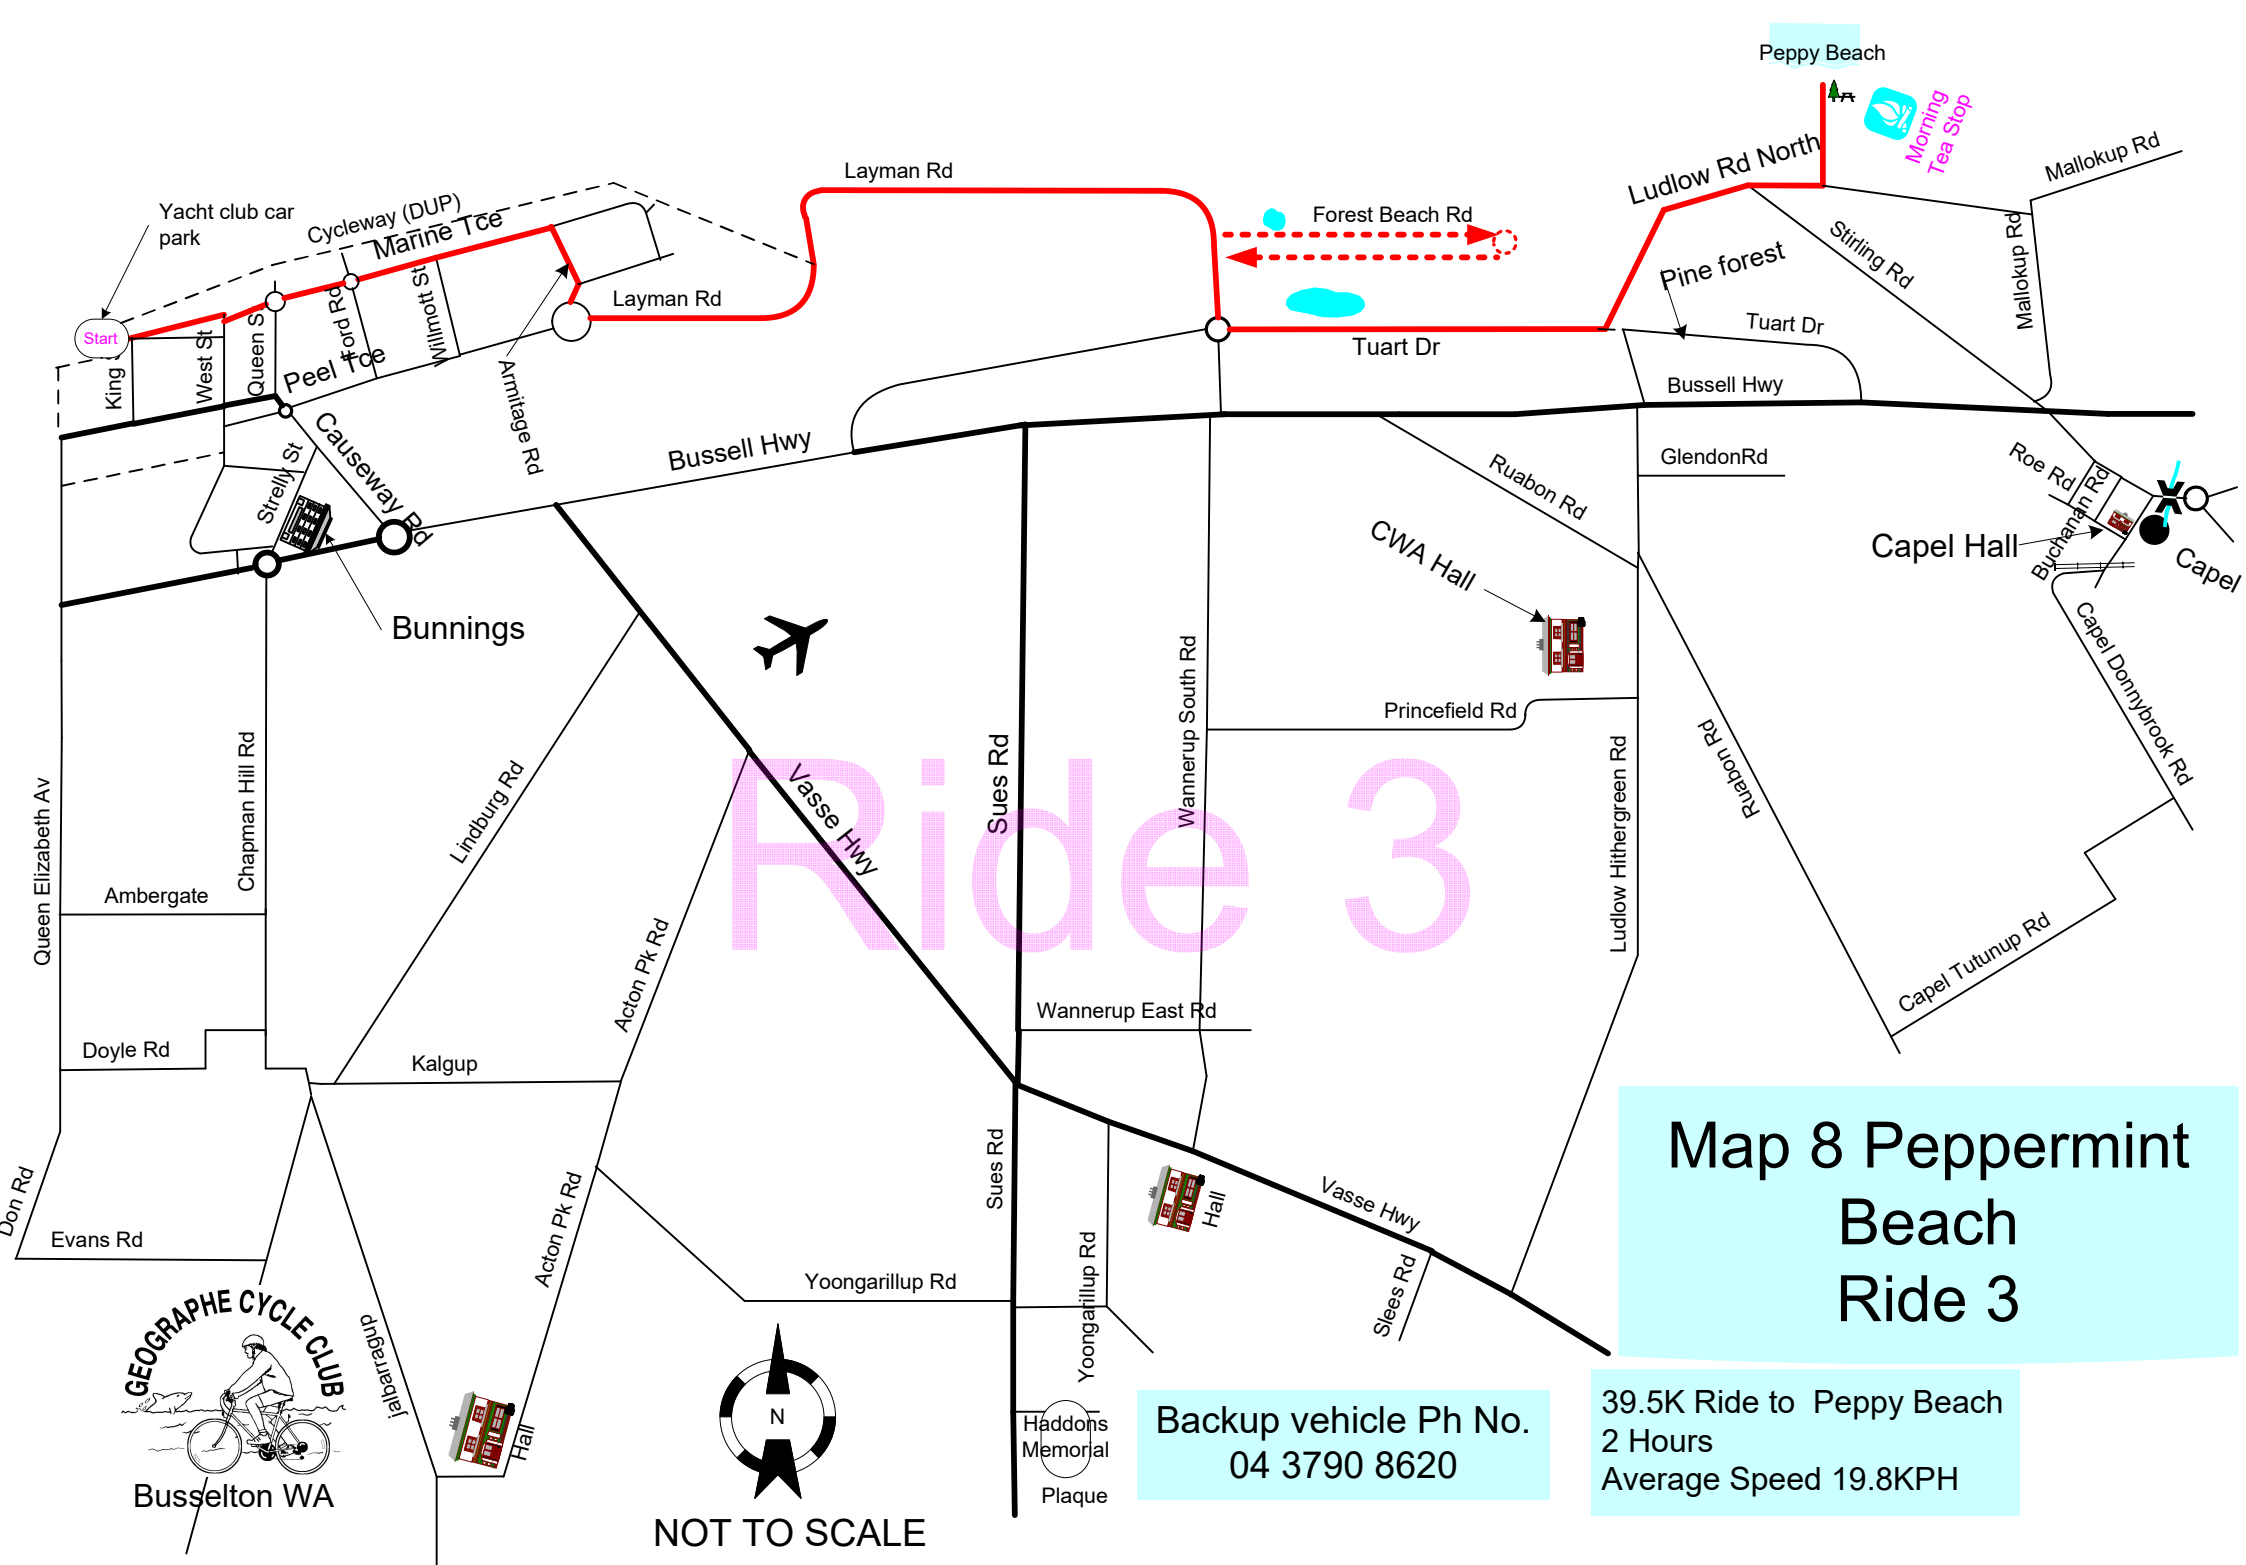 Peppy Beach
Morning
Tea Stop
Ludlow Rd North
Mallokup Rd
Layman Rd
Yacht club car
park
Cycleway (DUP)
Marine Tce
Forest Beach Rd
Stirling Rd
Mallokup Rd
Pine forest
Layman Rd
Start
King
West St
Queen S
Ford Rd
Willmott St
Peel Tce
Armitage Rd
Tuart Dr
Tuart Dr
Bussell Hwy
Causeway Rd
Strelly St
Bussell Hwy
Ruabon Rd
GlendonRd
Roe Rd
Buchanan Rd
Capel Hall
Capel
CWA Hall
Bunnings
Capel Donnybrook Rd
Wannerup South Rd
Princefield Rd
Ruabon Rd
Ludlow Hithergreen Rd
Queen Elizabeth Av
Chapman Hill Rd
Lindburg Rd
Vasse Hwy
Sues Rd
Ride 3
Ambergate
Acton Pk Rd
Capel Tutunup Rd
Wannerup East Rd
Doyle Rd
Kalgup
Don Rd
Evans Rd
Acton Pk Rd
Sues Rd
Hall
Vasse Hwy
Slees Rd
Yoongarillup Rd
Yoongarillup Rd
Map 8 Peppermint
Beach
Ride 3
GEOGRAPHE CYCLE CLUB
Busselton WA
jalbarragup
Hall
N
NOT TO SCALE
Haddons
Memorial
Plaque
Backup vehicle Ph No.
04 3790 8620
39.5K Ride to Peppy Beach
2 Hours
Average Speed 19.8KPH